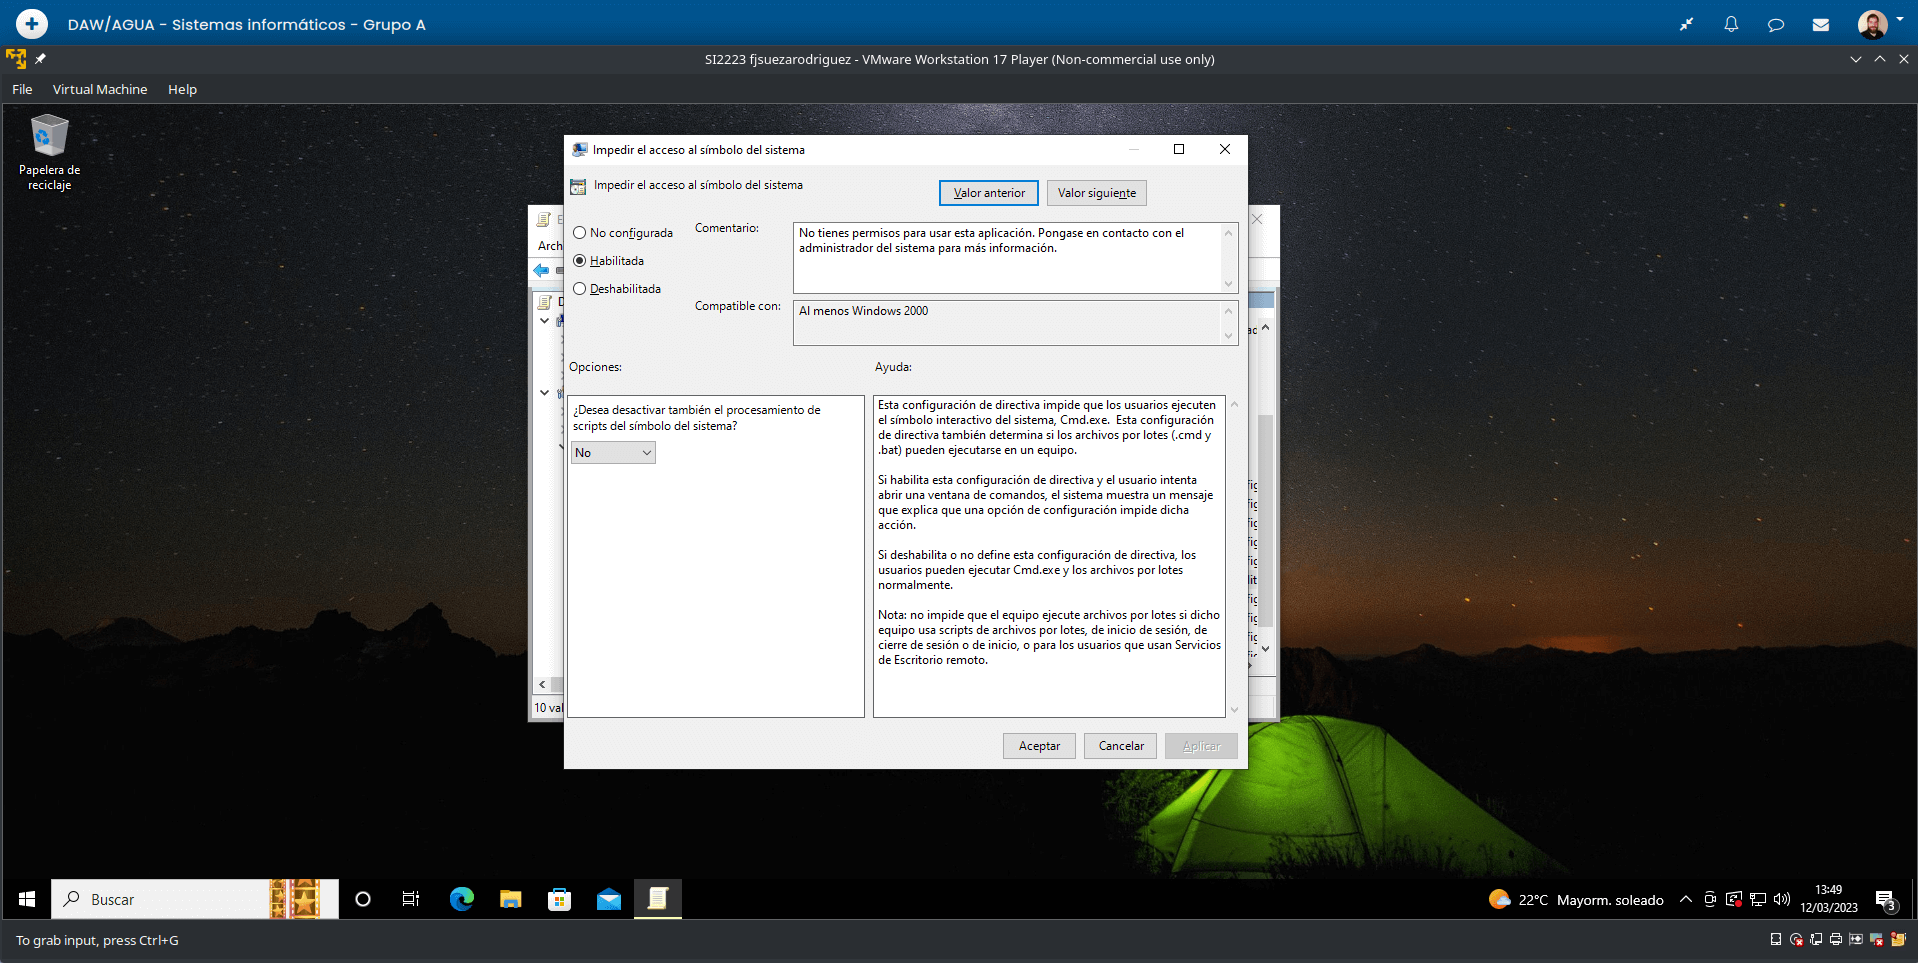 DAW/AGUA - Sistemas informáticos - Grupo A
SI2223 fjsuezarodriguez - VMware Workstation 17 Player (Non-commercial use only)
File Virtual Machine Help
Papelera de
reciclaje
Impedir el acceso al símbolo del sistema
Impedir el acceso al símbolo del sistema
Valor anterior
Valor siguiente
No configurada
Habilitada
Deshabilitada
Comentario:
No tienes permisos para usar esta aplicación. Pongase en contacto con el
administrador del sistema para más información.
Compatible con:
Al menos Windows 2000
Opciones:
Ayuda:
¿Desea desactivar también el procesamiento de
scripts del símbolo del sistema?
No
Esta configuración de directiva impide que los usuarios ejecuten
el símbolo interactivo del sistema, Cmd.exe.  Esta configuración
de directiva también determina si los archivos por lotes (.cmd y
.bat) pueden ejecutarse en un equipo.
Si habilita esta configuración de directiva y el usuario intenta
abrir una ventana de comandos, el sistema muestra un mensaje
que explica que una opción de configuración impide dicha
acción.
Si deshabilita o no define esta configuración de directiva, los
usuarios pueden ejecutar Cmd.exe y los archivos por lotes
normalmente.
Nota: no impide que el equipo ejecute archivos por lotes si dicho
equipo usa scripts de archivos por lotes, de inicio de sesión, de
cierre de sesión o de inicio, o para los usuarios que usan Servicios
de Escritorio remoto.
Aceptar
Cancelar
Aplicar
Arch
10 val
Buscar
22°C Mayorm. soleado
13:49
12/03/2023
3
To grab input, press Ctrl+G